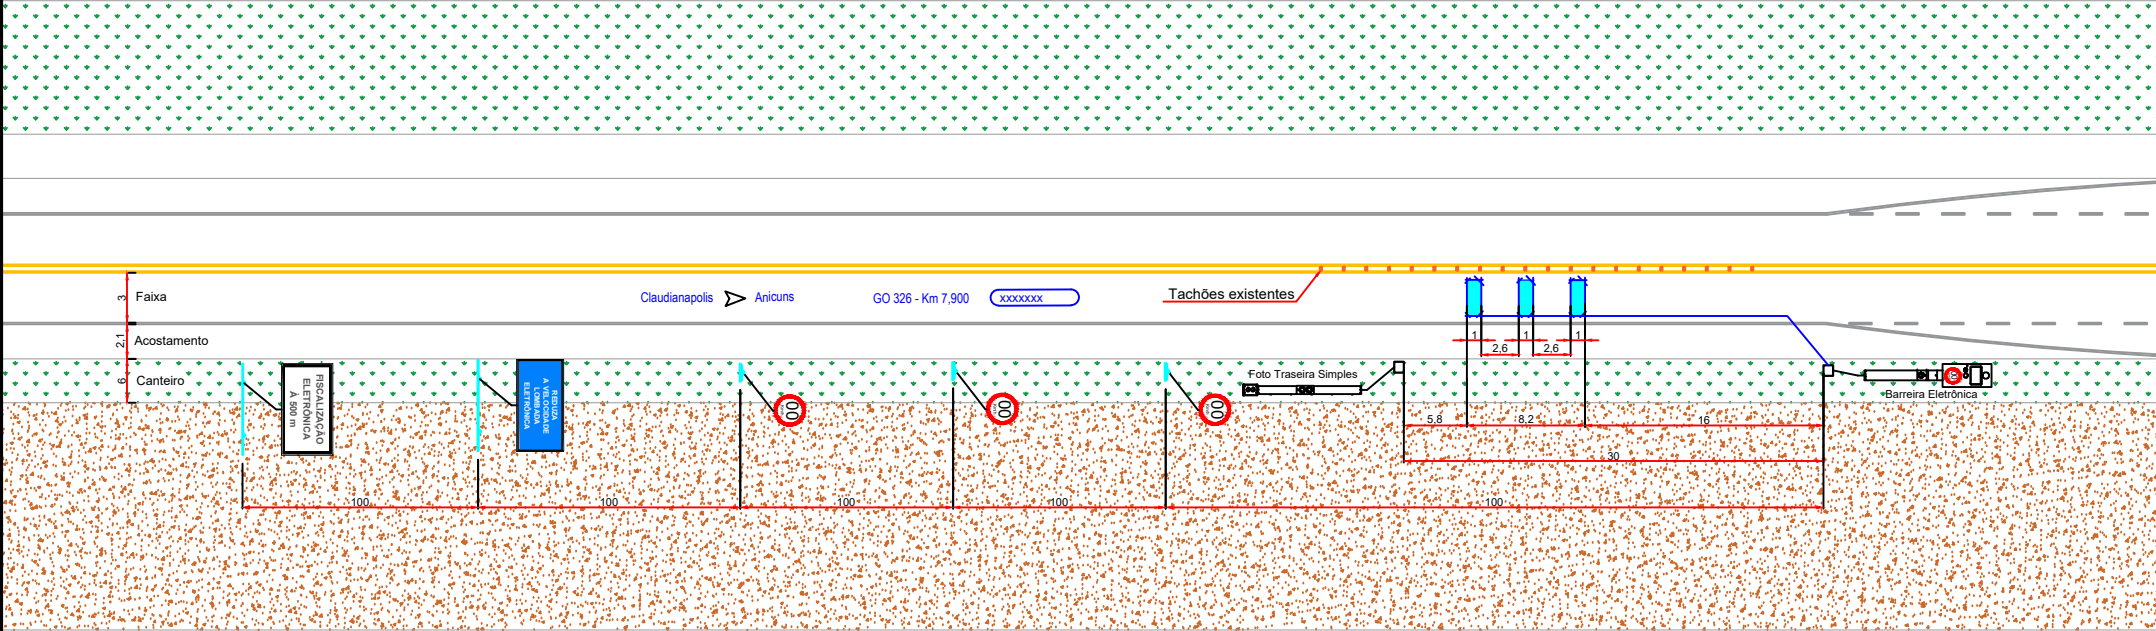 3
Faixa
Claudianapolis
Anicuns
GO 326 - Km 7,900
xxxxxxx
Tachões existentes
2,1
Acostamento
6
Canteiro
1
1
1
2,6
2,6
FISCALIZAÇÃO
ELETRÔNICA
À 500 m
REDUZA
A VELOCIDADE
LOMBADA
ELETRÔNICA
00
00
00
Foto Traseira Simples
Barreira Eletrônica
5,8
8,2
16
30
100
100
100
100
100